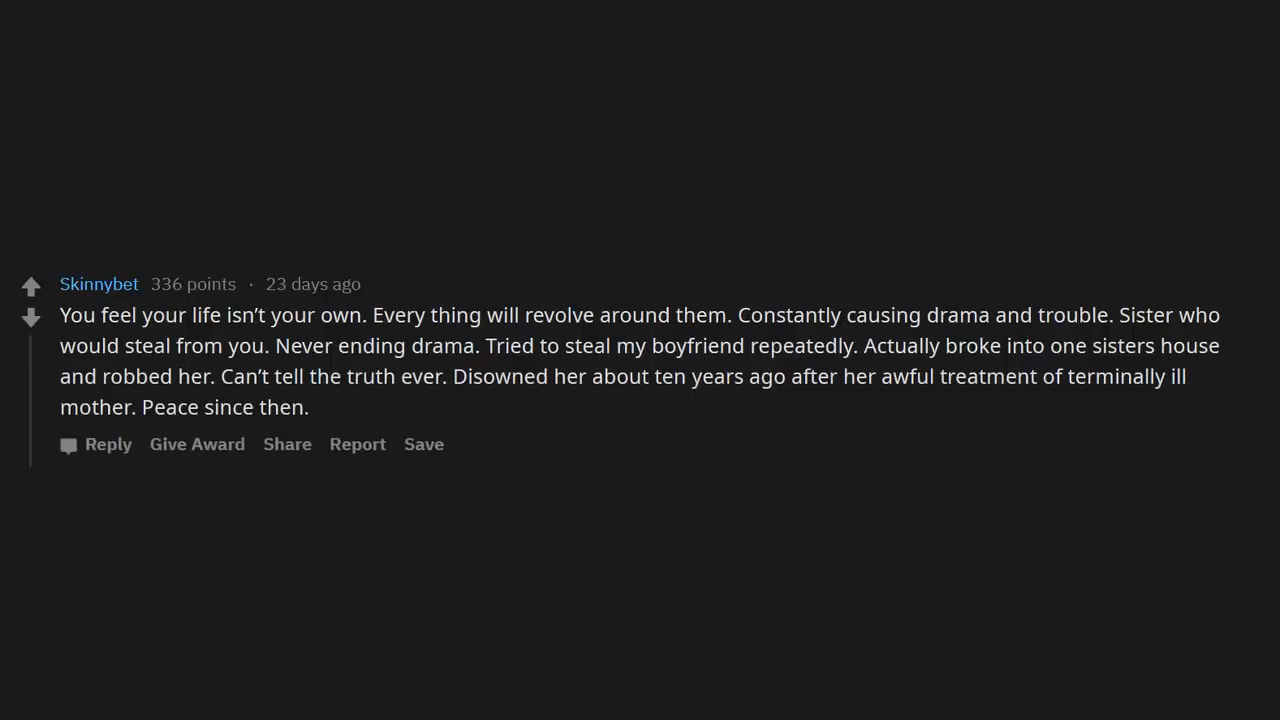 Skinnybet 336 points · 23 days ago
You feel your life isn’t your own. Every thing will revolve around them. Constantly causing drama and trouble. Sister who
would steal from you. Never ending drama. Tried to steal my boyfriend repeatedly. Actually broke into one sisters house
and robbed her. Can’t tell the truth ever. Disowned her about ten years ago after her awful treatment of terminally ill
mother. Peace since then.
Reply Give Award Share Report Save